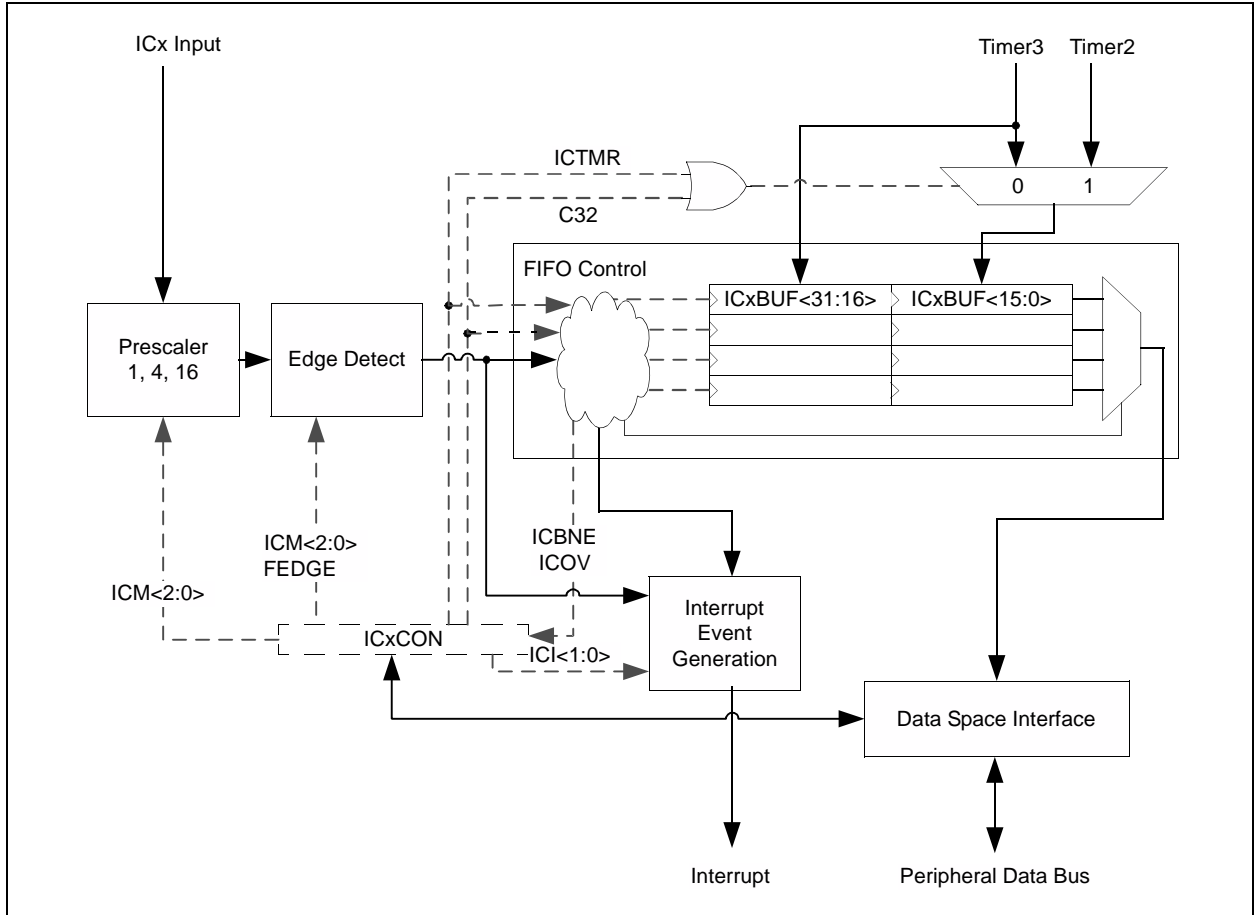 ICx Input
Timer3
Timer2
ICTMR
0
1
C32
FIFO Control
ICxBUF<31:16>
ICxBUF<15:0>
Prescaler
1, 4, 16
Edge Detect
ICBNE
ICOV
ICM<2:0>
FEDGE
ICM<2:0>
Interrupt
Event
Generation
ICxCON
ICI<1:0>
Data Space Interface
Interrupt
Peripheral Data Bus